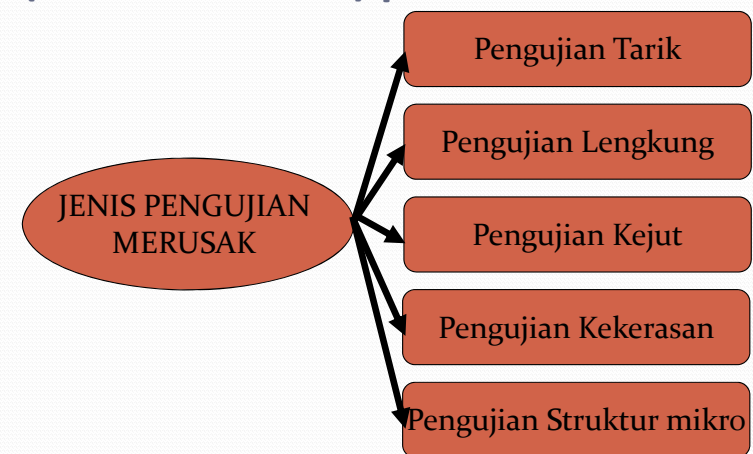 JENIS PENGUJIAN
MERUSAK
Pengujian Tarik
Pengujian Lengkung
Pengujian Kejut
Pengujian Kekerasan
Pengujian Struktur mikro